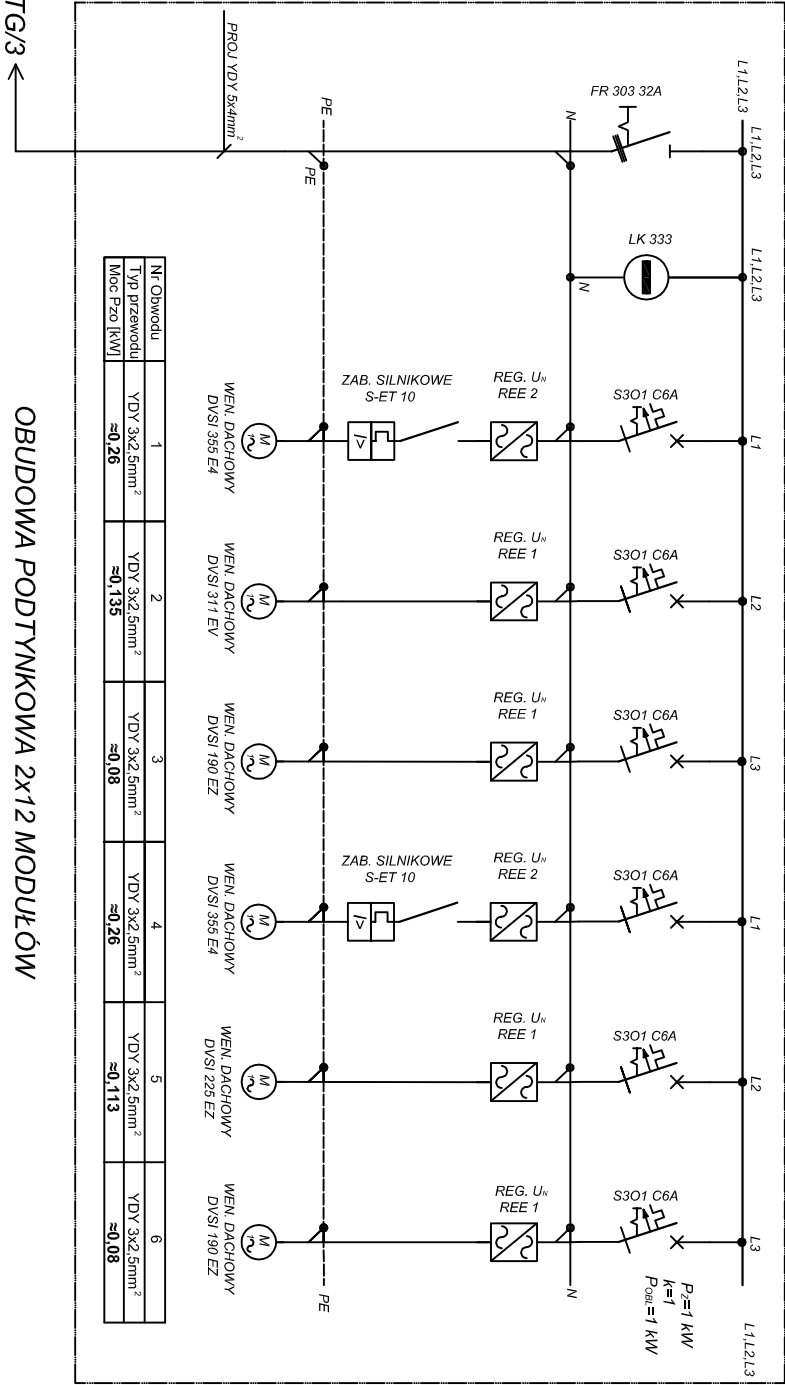 L1,L2,L3
L1,L2,L3
L1,L2,L3
L1
L2
L3
L1
L2
L3
L1,L2,L3
PZ=1 kW
k=1
POBL=1 kW
FR 303 32A
LK 333
S3O1 C6A
S3O1 C6A
S3O1 C6A
S3O1 C6A
S3O1 C6A
S3O1 C6A
N
N
N
REG. UN
REE 2
REG. UN
REE 1
REG. UN
REE 1
REG. UN
REE 2
REG. UN
REE 1
REG. UN
REE 1
ZAB. SILNIKOWE
S-ET 10
I>
ZAB. SILNIKOWE
S-ET 10
I>
PE
PE
PE
M
1
M
1
M
1
M
1
M
1
M
1
WEN. DACHOWY
DVSI 355 E4
WEN. DACHOWY
DVSI 311 EV
WEN. DACHOWY
DVSI 190 EZ
WEN. DACHOWY
DVSI 355 E4
WEN. DACHOWY
DVSI 225 EZ
WEN. DACHOWY
DVSI 190 EZ
PROJ YDY 5x4mm²
Nr Obwodu 1 2 3 4 5 6
Typ przewodu YDY 3x2,5mm² YDY 3x2,5mm² YDY 3x2,5mm² YDY 3x2,5mm² YDY 3x2,5mm² YDY 3x2,5mm²
Moc Pzo [kW] ≈0,26 ≈0,135 ≈0,08 ≈0,26 ≈0,113 ≈0,08
TG/3
OBUDOWA PODTYNKOWA 2x12 MODUŁÓW